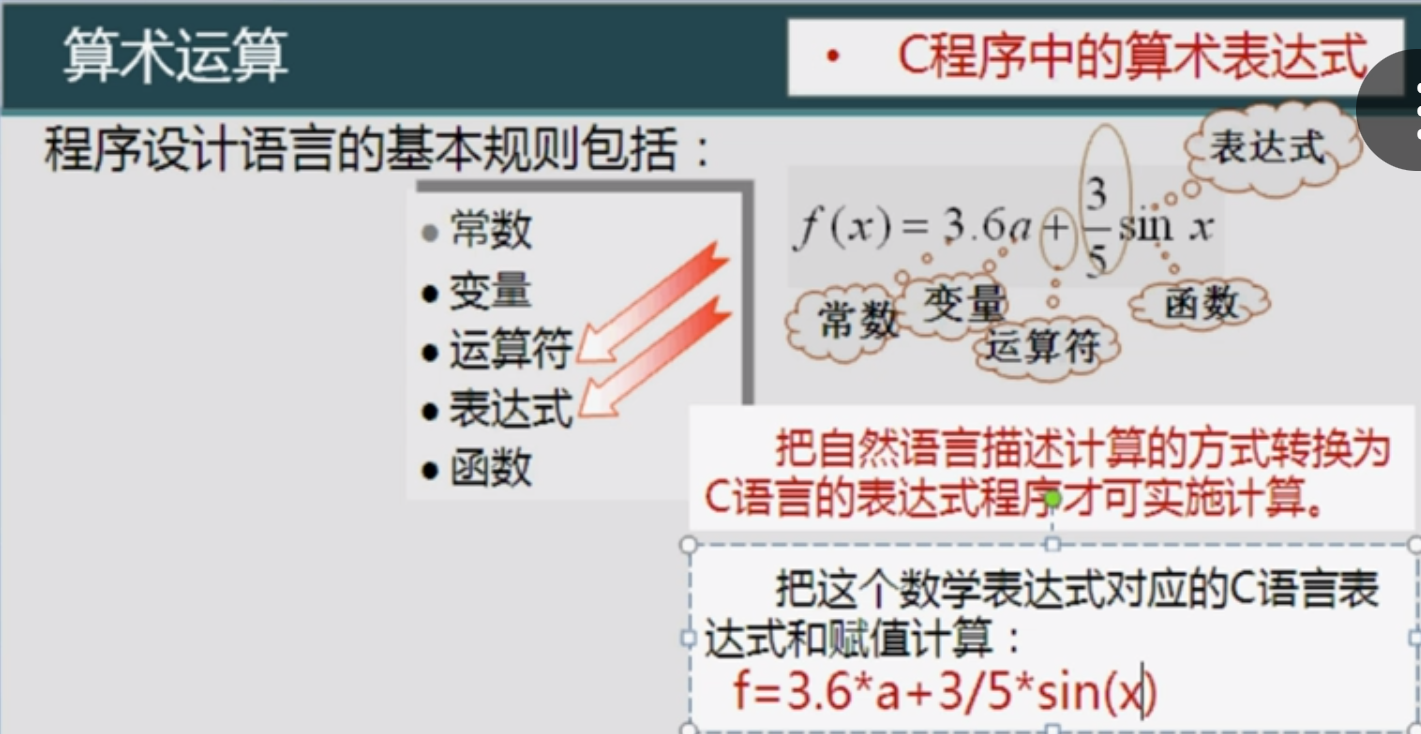 算术运算
• C程序中的算术表达式
程序设计语言的基本规则包括：
• 常数
• 变量
• 运算符
• 表达式
• 函数
表达式
f(x) = 3.6a + 3/5 sin x
常数
变量
运算符
函数
把自然语言描述计算的方式转换为
C语言的表达式程序才可实施计算。
把这个数学表达式对应的C语言表
达式和赋值计算：
f=3.6*a+3/5*sin(x)